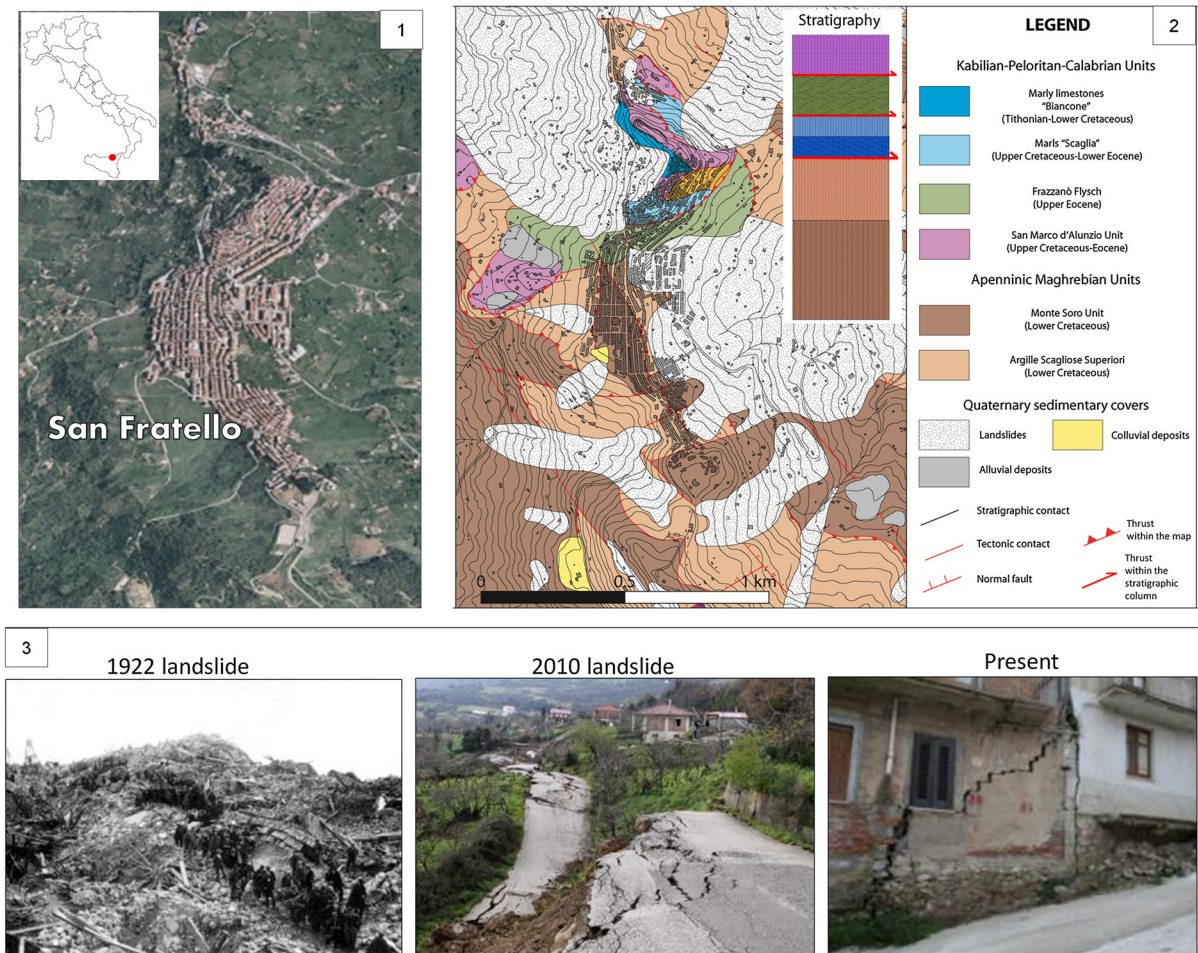 1
San Fratello
2
Stratigraphy
0
0.5
1 km
LEGEND
Kabilian-Peloritan-Calabrian Units
Marly limestones
"Biancone"
(Tithonian-Lower Cretaceous)
Marls "Scaglia"
(Upper Cretaceous-Lower Eocene)
Frazzanò Flysch
(Upper Eocene)
San Marco d'Alunzio Unit
(Upper Cretaceous-Eocene)
Apenninic Maghrebian Units
Monte Soro Unit
(Lower Cretaceous)
Argille Scagliose Superiori
(Lower Cretaceous)
Quaternary sedimentary covers
Landslides
Colluvial deposits
Alluvial deposits
Stratigraphic contact
Tectonic contact
Normal fault
Thrust
within the map
Thrust
within the
stratigraphic
column
3
1922 landslide
2010 landslide
Present